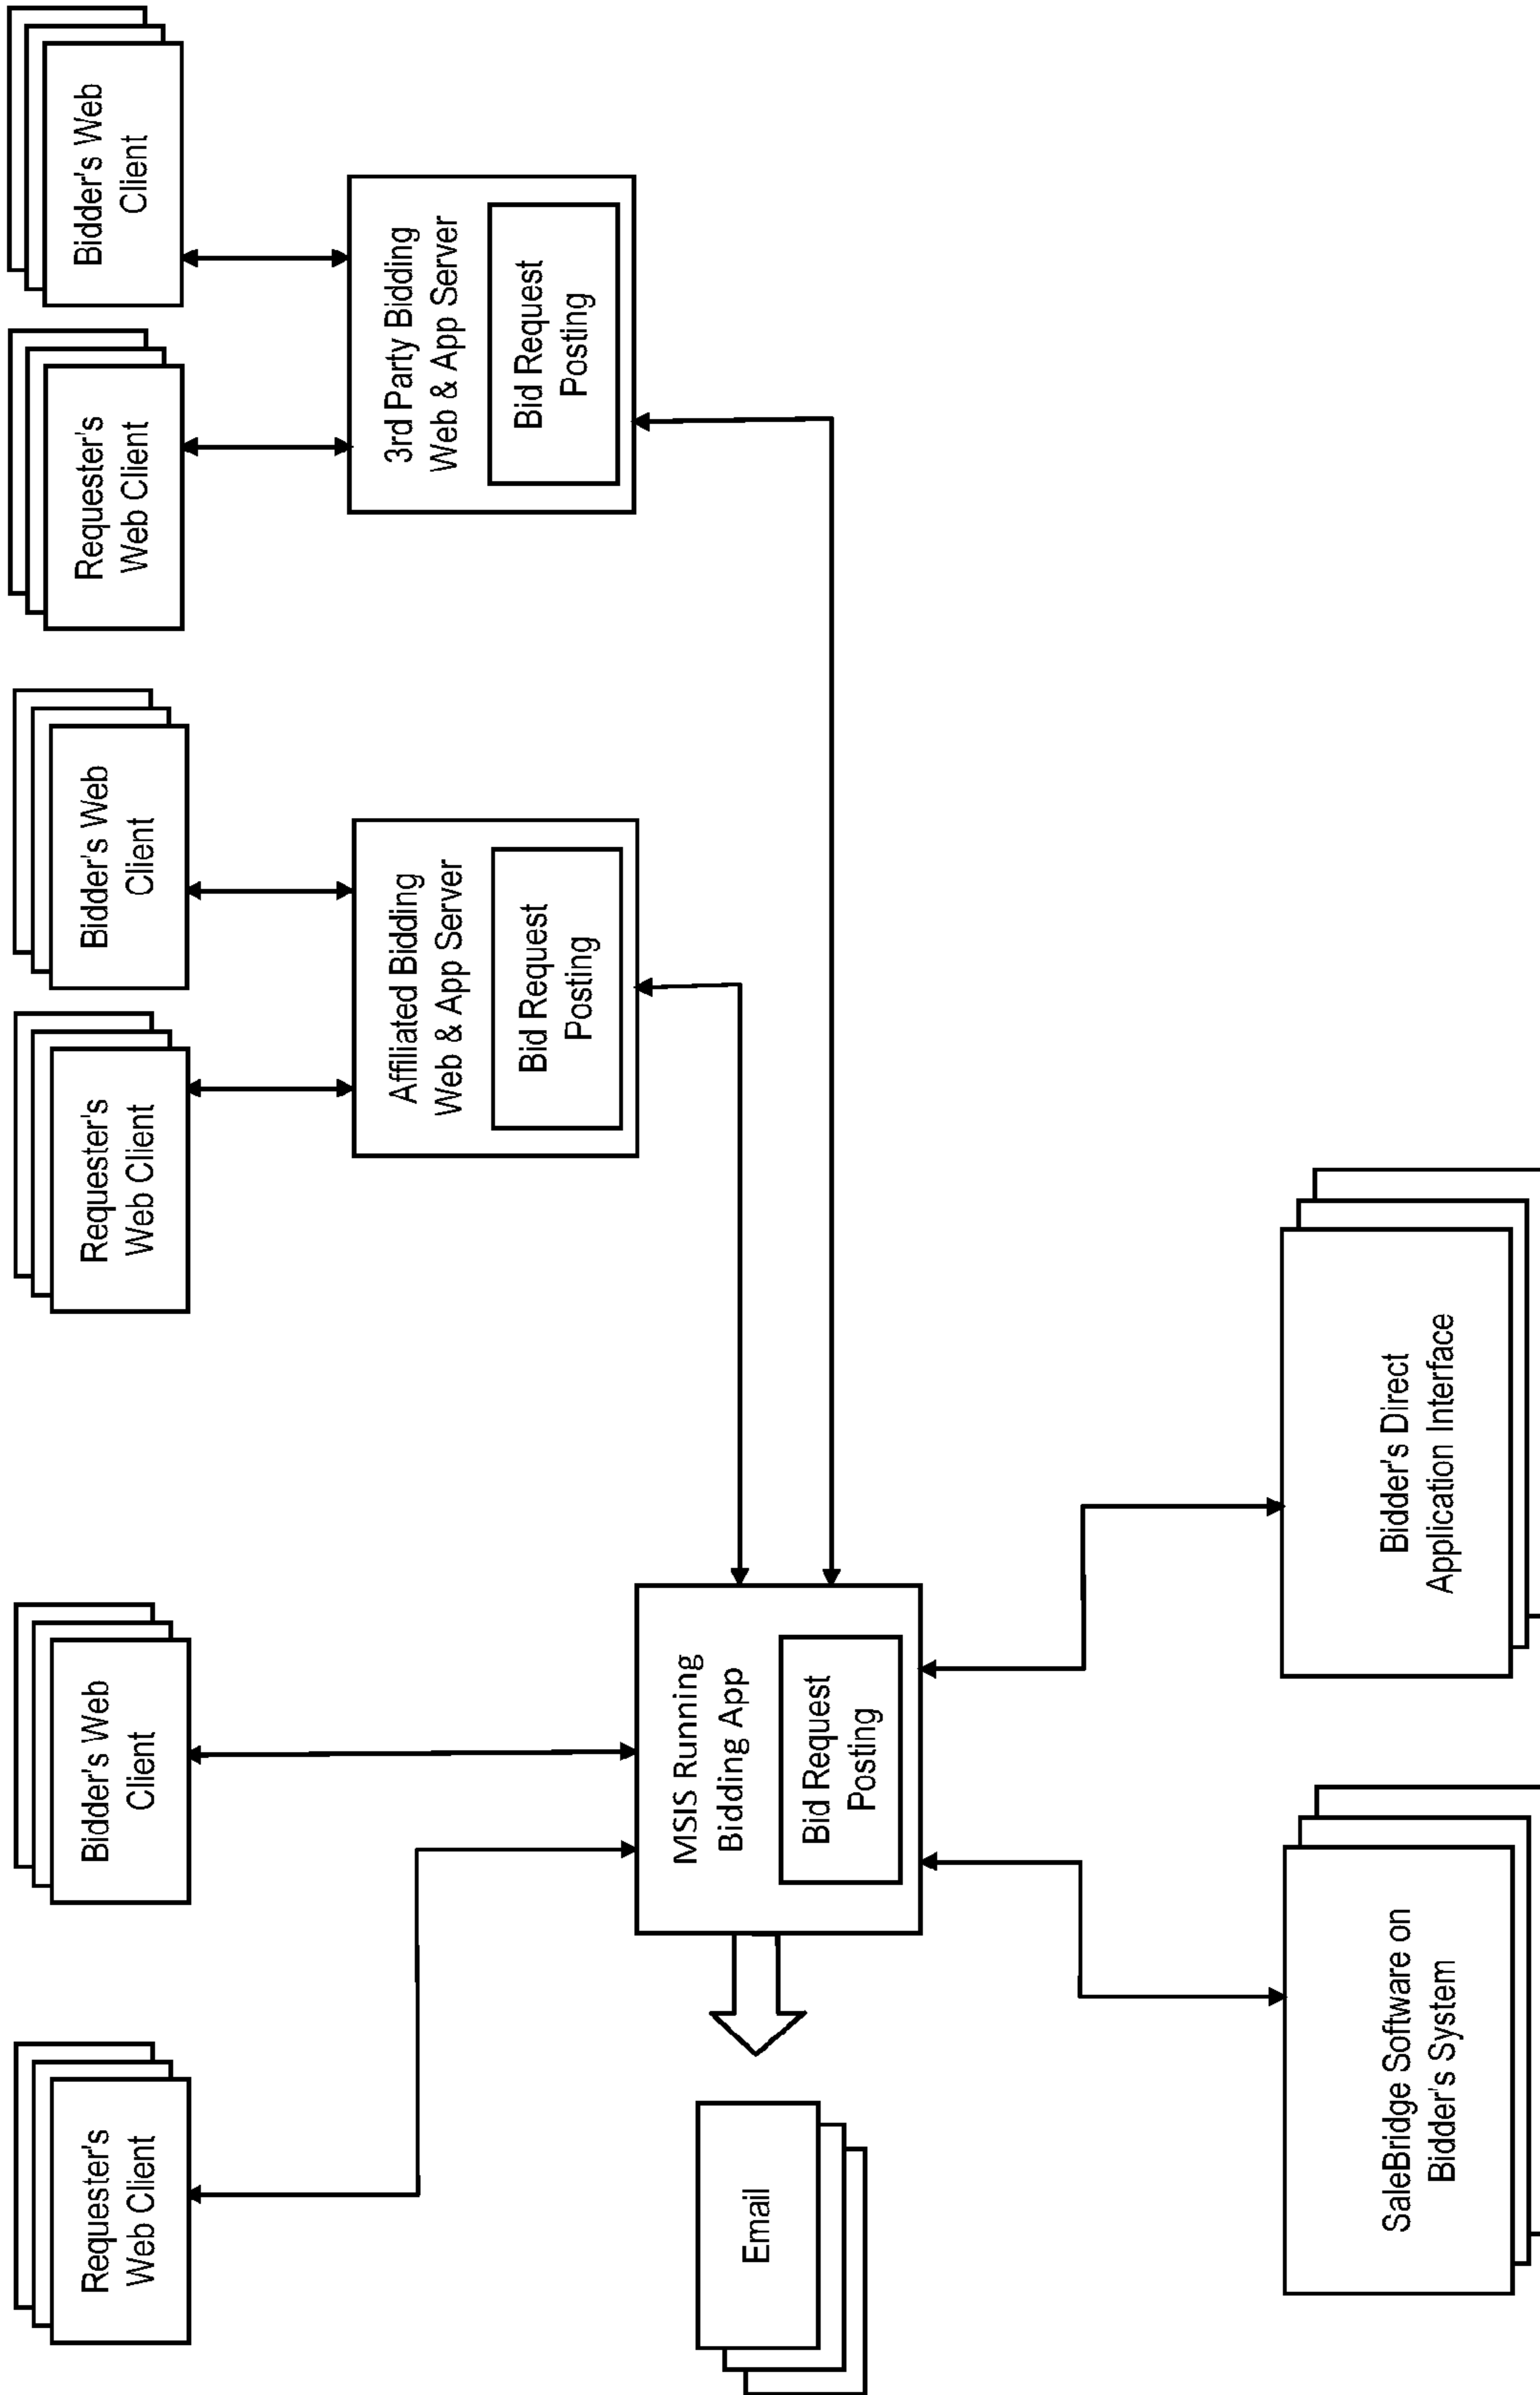 Requester's
Web Client
Bidder's Web
Client
Requester's
Web Client
Bidder's Web
Client
Requester's
Web Client
Bidder's Web
Client
Affiliated Bidding
Web & App Server
Bid Request
Posting
3rd Party Bidding
Web & App Server
Bid Request
Posting
Email
MSIS Running
Bidding App
Bid Request
Posting
SaleBridge Software on
Bidder's System
Bidder's Direct
Application Interface